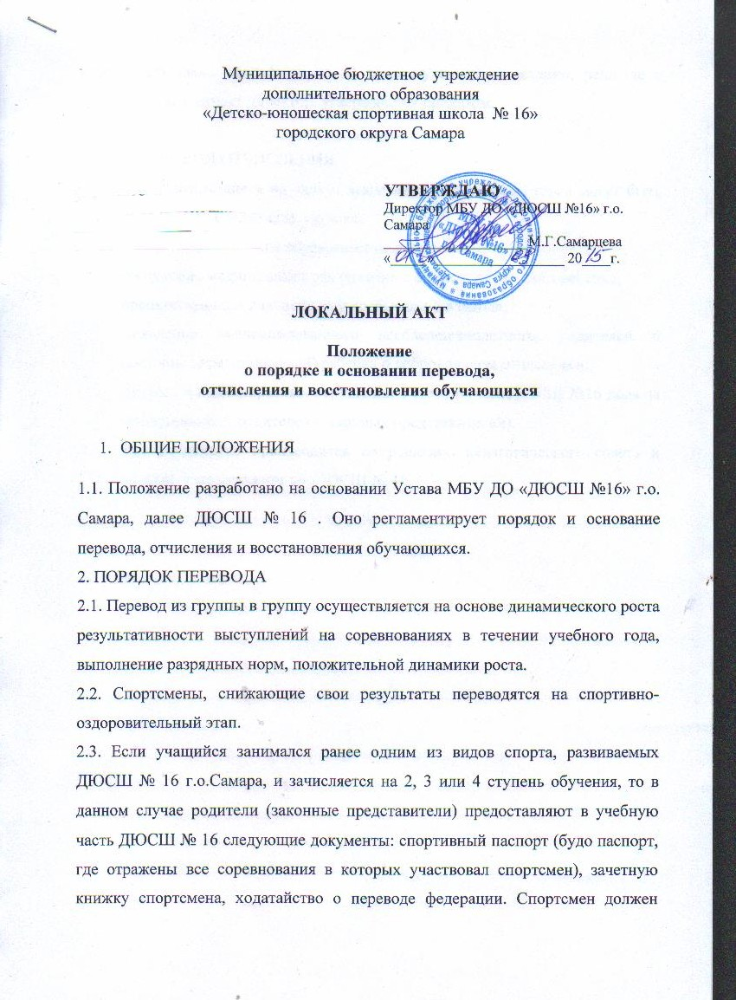 Муниципальное бюджетное учреждение
дополнительного образования
«Детско-юношеская спортивная школа № 16»
городского округа Самара
УТВЕРЖДАЮ
Директор МБУ ДО «ДЮСШ №16» г.о.
Самара
М.Г.Самарцева
« » 20 15 г.
ЛОКАЛЬНЫЙ АКТ
Положение
о порядке и основании перевода,
отчисления и восстановления обучающихся
1. ОБЩИЕ ПОЛОЖЕНИЯ
1.1. Положение разработано на основании Устава МБУ ДО «ДЮСШ №16» г.о.
Самара, далее ДЮСШ № 16 . Оно регламентирует порядок и основание
перевода, отчисления и восстановления обучающихся.
2. ПОРЯДОК ПЕРЕВОДА
2.1. Перевод из группы в группу осуществляется на основе динамического роста
результативности выступлений на соревнованиях в течении учебного года,
выполнение разрядных норм, положительной динамики роста.
2.2. Спортсмены, снижающие свои результаты переводятся на спортивно-
оздоровительный этап.
2.3. Если учащийся занимался ранее одним из видов спорта, развиваемых
ДЮСШ № 16 г.о.Самара, и зачисляется на 2, 3 или 4 ступень обучения, то в
данном случае родители (законные представители) предоставляют в учебную
часть ДЮСШ № 16 следующие документы: спортивный паспорт (будо паспорт,
где отражены все соревнования в которых участвовал спортсмен), зачетную
книжку спортсмена, ходатайство о переводе федерации. Спортсмен должен